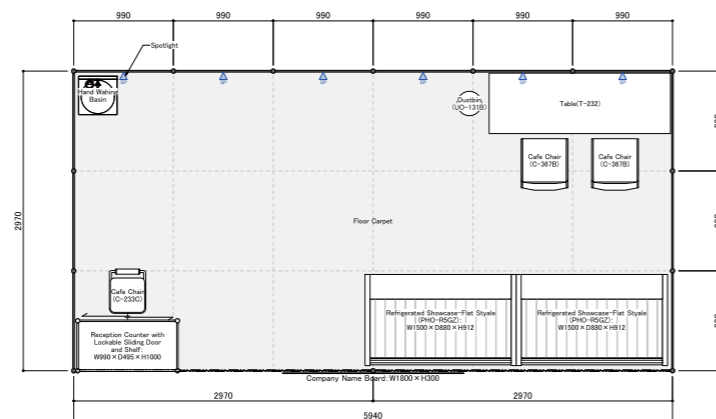 990 990 990 990 990 990
Spotlight
Hand Wahing
Basin
Dustbin
(UO-131B)
Table(T-232)
Cafe Chair
(C-367B)
Cafe Chair
(C-367B)
2970
Floor Carpet
Cafe Chair
(C-233C)
Refrigerated Showcase-Flat Styale
(PHO-R5GZ):
W1500×D880×H912
Refrigerated Showcase-Flat Styale
(PHO-R5GZ):
W1500×D880×H912
Reception Counter with
Lockable Sliding Door
and Shelf:
W990×D495×H1000
Company Name Board:W1800×H300
2970 2970
5940